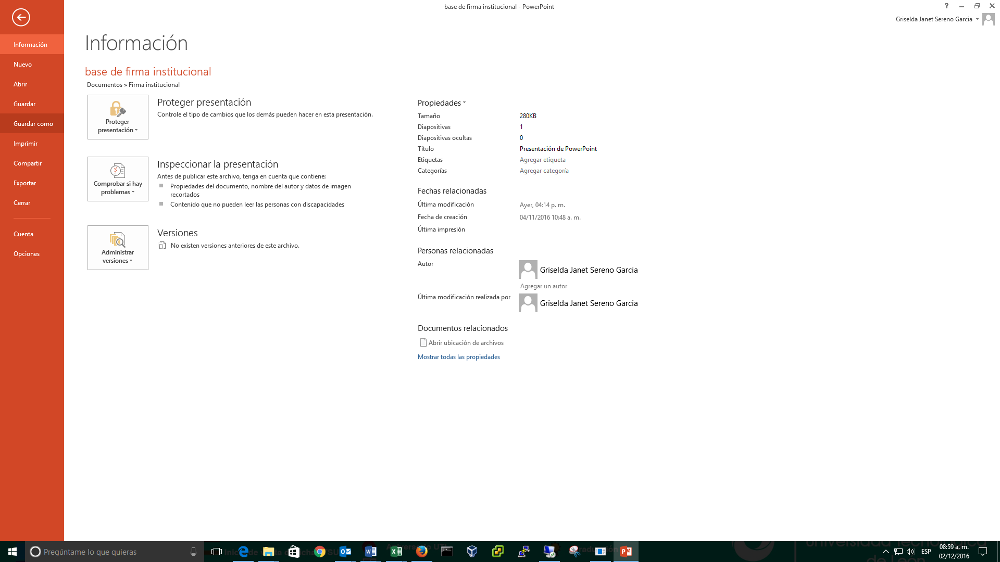 base de firma institucional - PowerPoint
?
Griselda Janet Sereno Garcia
Información
Nuevo
Abrir
Guardar
Guardar como
Imprimir
Compartir
Exportar
Cerrar
Cuenta
Opciones
Información
base de firma institucional
Documentos » Firma institucional
Proteger
presentación
Proteger presentación
Controle el tipo de cambios que los demás pueden hacer en esta presentación.
Comprobar si hay
problemas
Inspeccionar la presentación
Antes de publicar este archivo, tenga en cuenta que contiene:
Propiedades del documento, nombre del autor y datos de imagen
recortados
Contenido que no pueden leer las personas con discapacidades
Administrar
versiones
Versiones
No existen versiones anteriores de este archivo.
Propiedades
Tamaño 280KB
Diapositivas 1
Diapositivas ocultas 0
Título Presentación de PowerPoint
Etiquetas Agregar etiqueta
Categorías Agregar categoría
Fechas relacionadas
Última modificación Ayer, 04:14 p. m.
Fecha de creación 04/11/2016 10:48 a. m.
Última impresión
Personas relacionadas
Autor Griselda Janet Sereno Garcia
Agregar un autor
Última modificación realizada por Griselda Janet Sereno Garcia
Documentos relacionados
Abrir ubicación de archivos
Mostrar todas las propiedades
Pregúntame lo que quieras
ESP
08:59 a. m.
02/12/2016